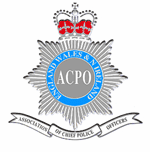 ENGLAND WALES & N.IRELAND
ACPO
ASSOCIATION OF CHIEF POLICE OFFICERS